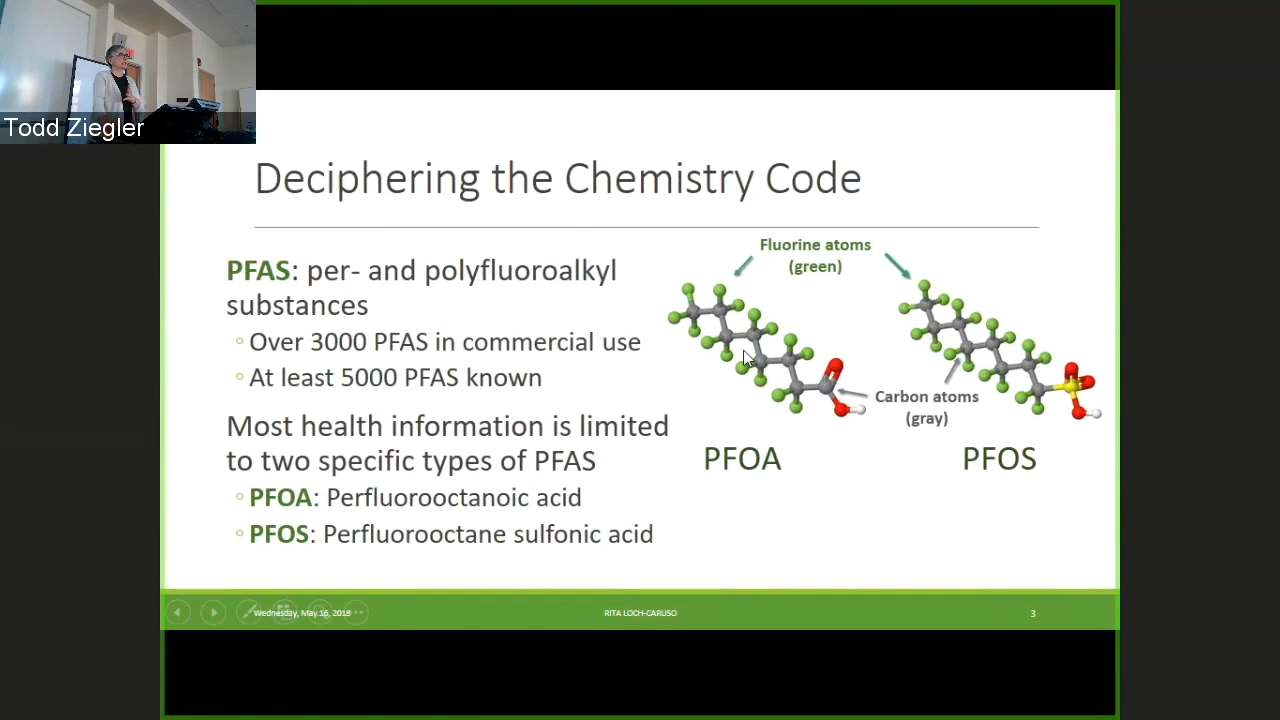 Todd Ziegler
Deciphering the Chemistry Code
PFAS: per- and polyfluoroalkyl
substances
Over 3000 PFAS in commercial use
At least 5000 PFAS known
Most health information is limited
to two specific types of PFAS
PFOA: Perfluorooctanoic acid
PFOS: Perfluorooctane sulfonic acid
Fluorine atoms
(green)
Carbon atoms
(gray)
PFOA
PFOS
Wednesday, May 16, 2018
RITA LOCH-CARUSO
3